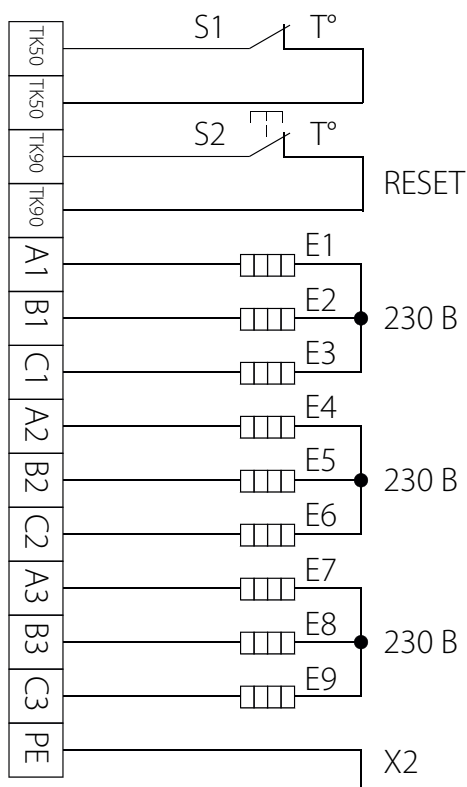 TK50
S1 T°
TK50
TK90
S2 T°
TK90
RESET
A1
E1
B1
E2
230 В
C1
E3
A2
E4
B2
E5
230 В
C2
E6
A3
E7
B3
E8
230 В
C3
E9
PE
X2